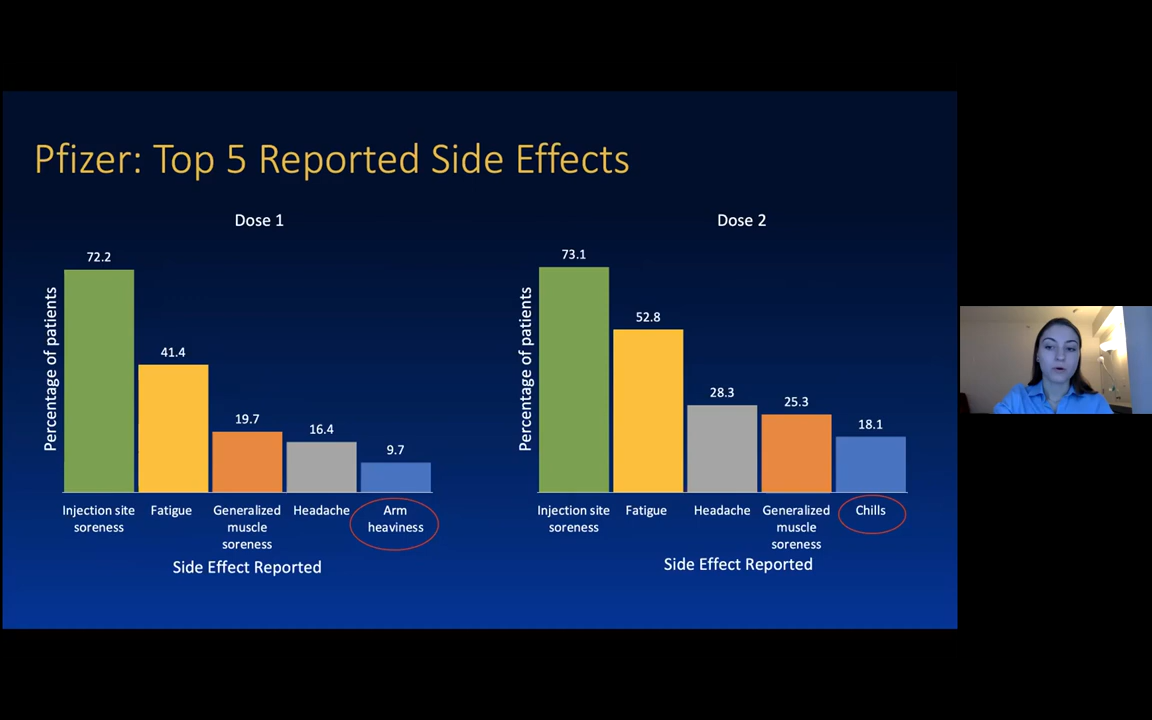 Pfizer: Top 5 Reported Side Effects
Dose 1
Percentage of patients
72.2
41.4
19.7
16.4
9.7
Injection site
soreness
Fatigue
Generalized
muscle
soreness
Headache
Arm
heaviness
Side Effect Reported
Dose 2
Percentage of patients
73.1
52.8
28.3
25.3
18.1
Injection site
soreness
Fatigue
Headache
Generalized
muscle
soreness
Chills
Side Effect Reported